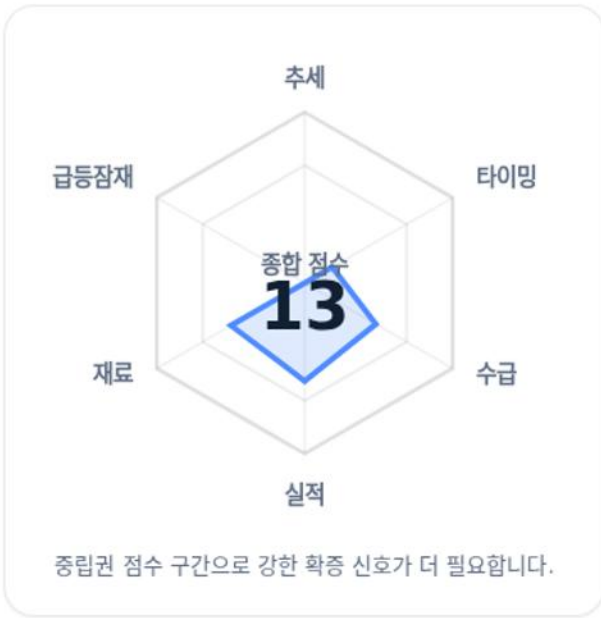 추세
급등잠재
타이밍
종합 점수
13
재료
수급
실적
중립권 점수 구간으로 강한 확증 신호가 더 필요합니다.